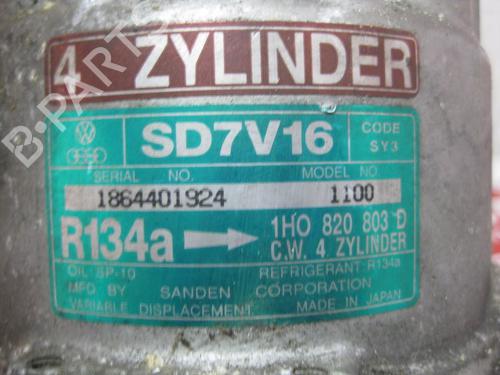 4 ZYLINDER
B-PARTS
SD7V16
CODE
SY3
SERIAL NO.
MODEL NO
1864401924
1100
R134a
1H0 820 803 D
C.W. 4 ZYLINDER
OIL: SP-10
REFRIGERANT:R134a
MFD BY SANDEN CORPORATION
VARIABLE DISPLACEMENT MADE IN JAPAN